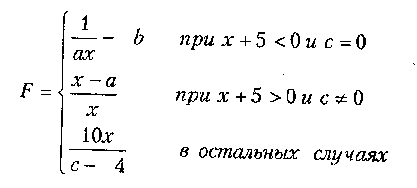 F = { 1/ax − b при x + 5 < 0 и c = 0
x − a/x при x + 5 > 0 и c ≠ 0
10x/c − 4 в остальных случаях